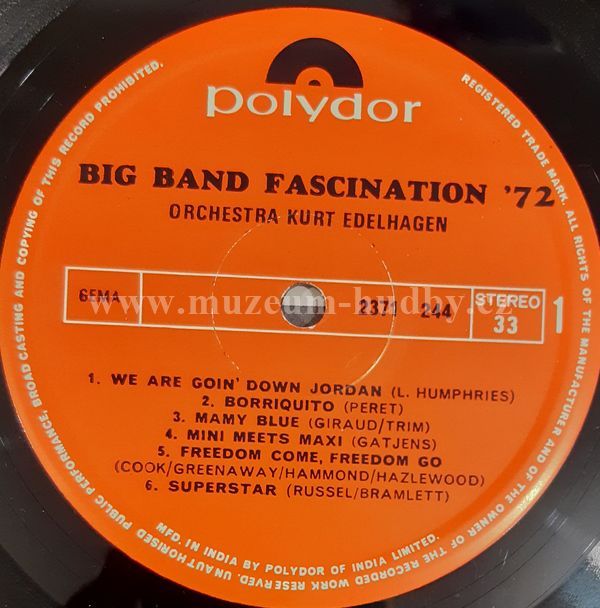 polydor
BIG BAND FASCINATION '72
ORCHESTRA KURT EDELHAGEN
GEMA
2371 244
STEREO
33
1
www.muzeum-hudby.cz
1. WE ARE GOIN' DOWN JORDAN (L. HUMPHRIES)
2. BORRIQUITO (PERET)
3. MAMY BLUE (GIRAUD/TRIM)
4. MINI MEETS MAXI (GATJENS)
5. FREEDOM COME, FREEDOM GO
(COOK/GREENAWAY/HAMMOND/HAZLEWOOD)
6. SUPERSTAR (RUSSEL/BRAMLETT)
MFD. IN INDIA BY POLYDOR OF INDIA LIMITED.
REGISTERED TRADE MARK. ALL RIGHTS OF THE MANUFACTURER AND OF THE OWNER OF THE RECORDED WORK RESERVED. UNAUTHORISED PUBLIC PERFORMANCE, BROADCASTING AND COPYING OF THIS RECORD PROHIBITED.